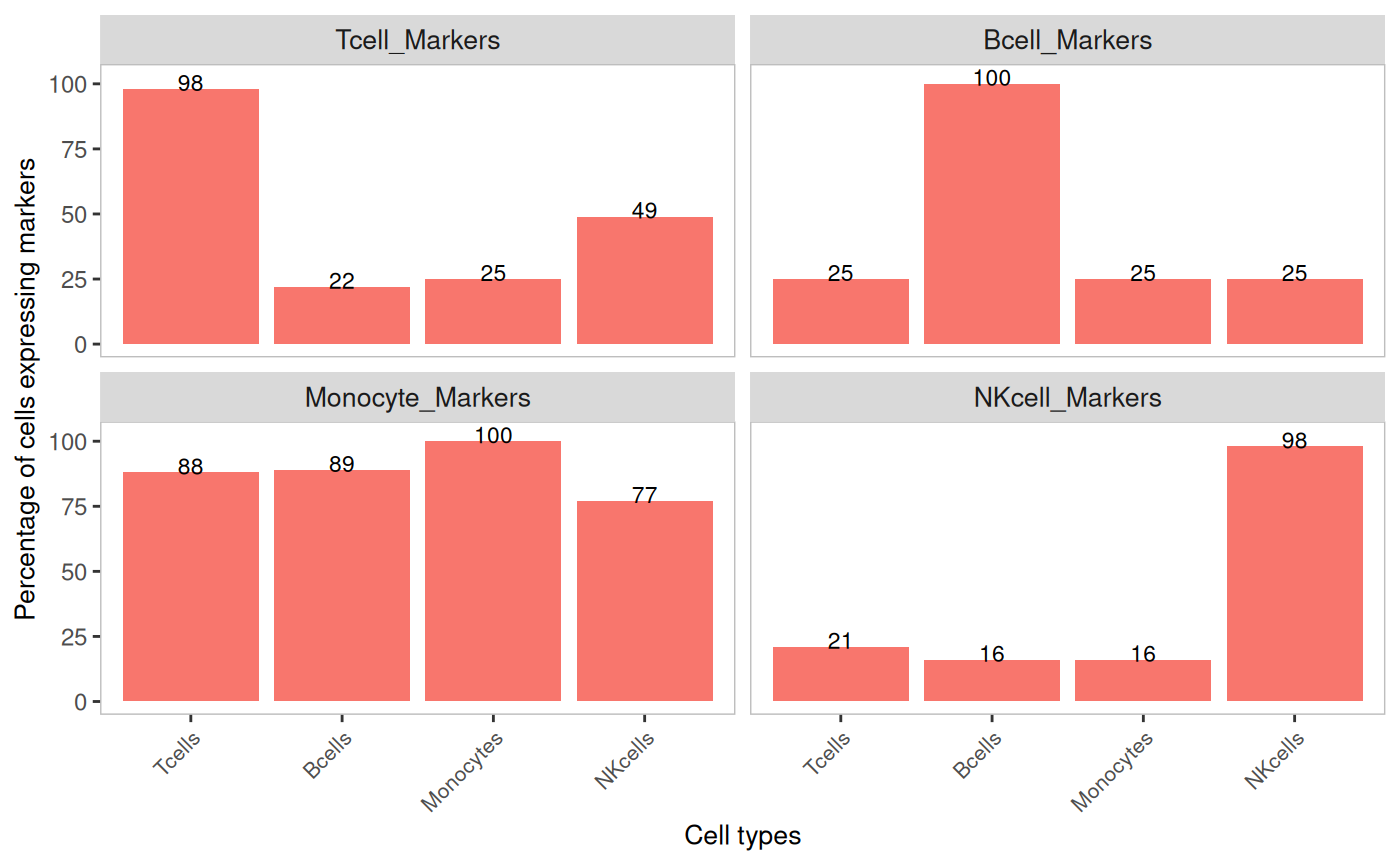 Tcell_Markers
Bcell_Markers
100
75
50
25
0
98
22
25
49
25
100
25
25
Percentage of cells expressing markers
Monocyte_Markers
NKcell_Markers
100
75
50
25
0
88
89
100
77
21
16
16
98
Tcells
Bcells
Monocytes
NKcells
Tcells
Bcells
Monocytes
NKcells
Cell types